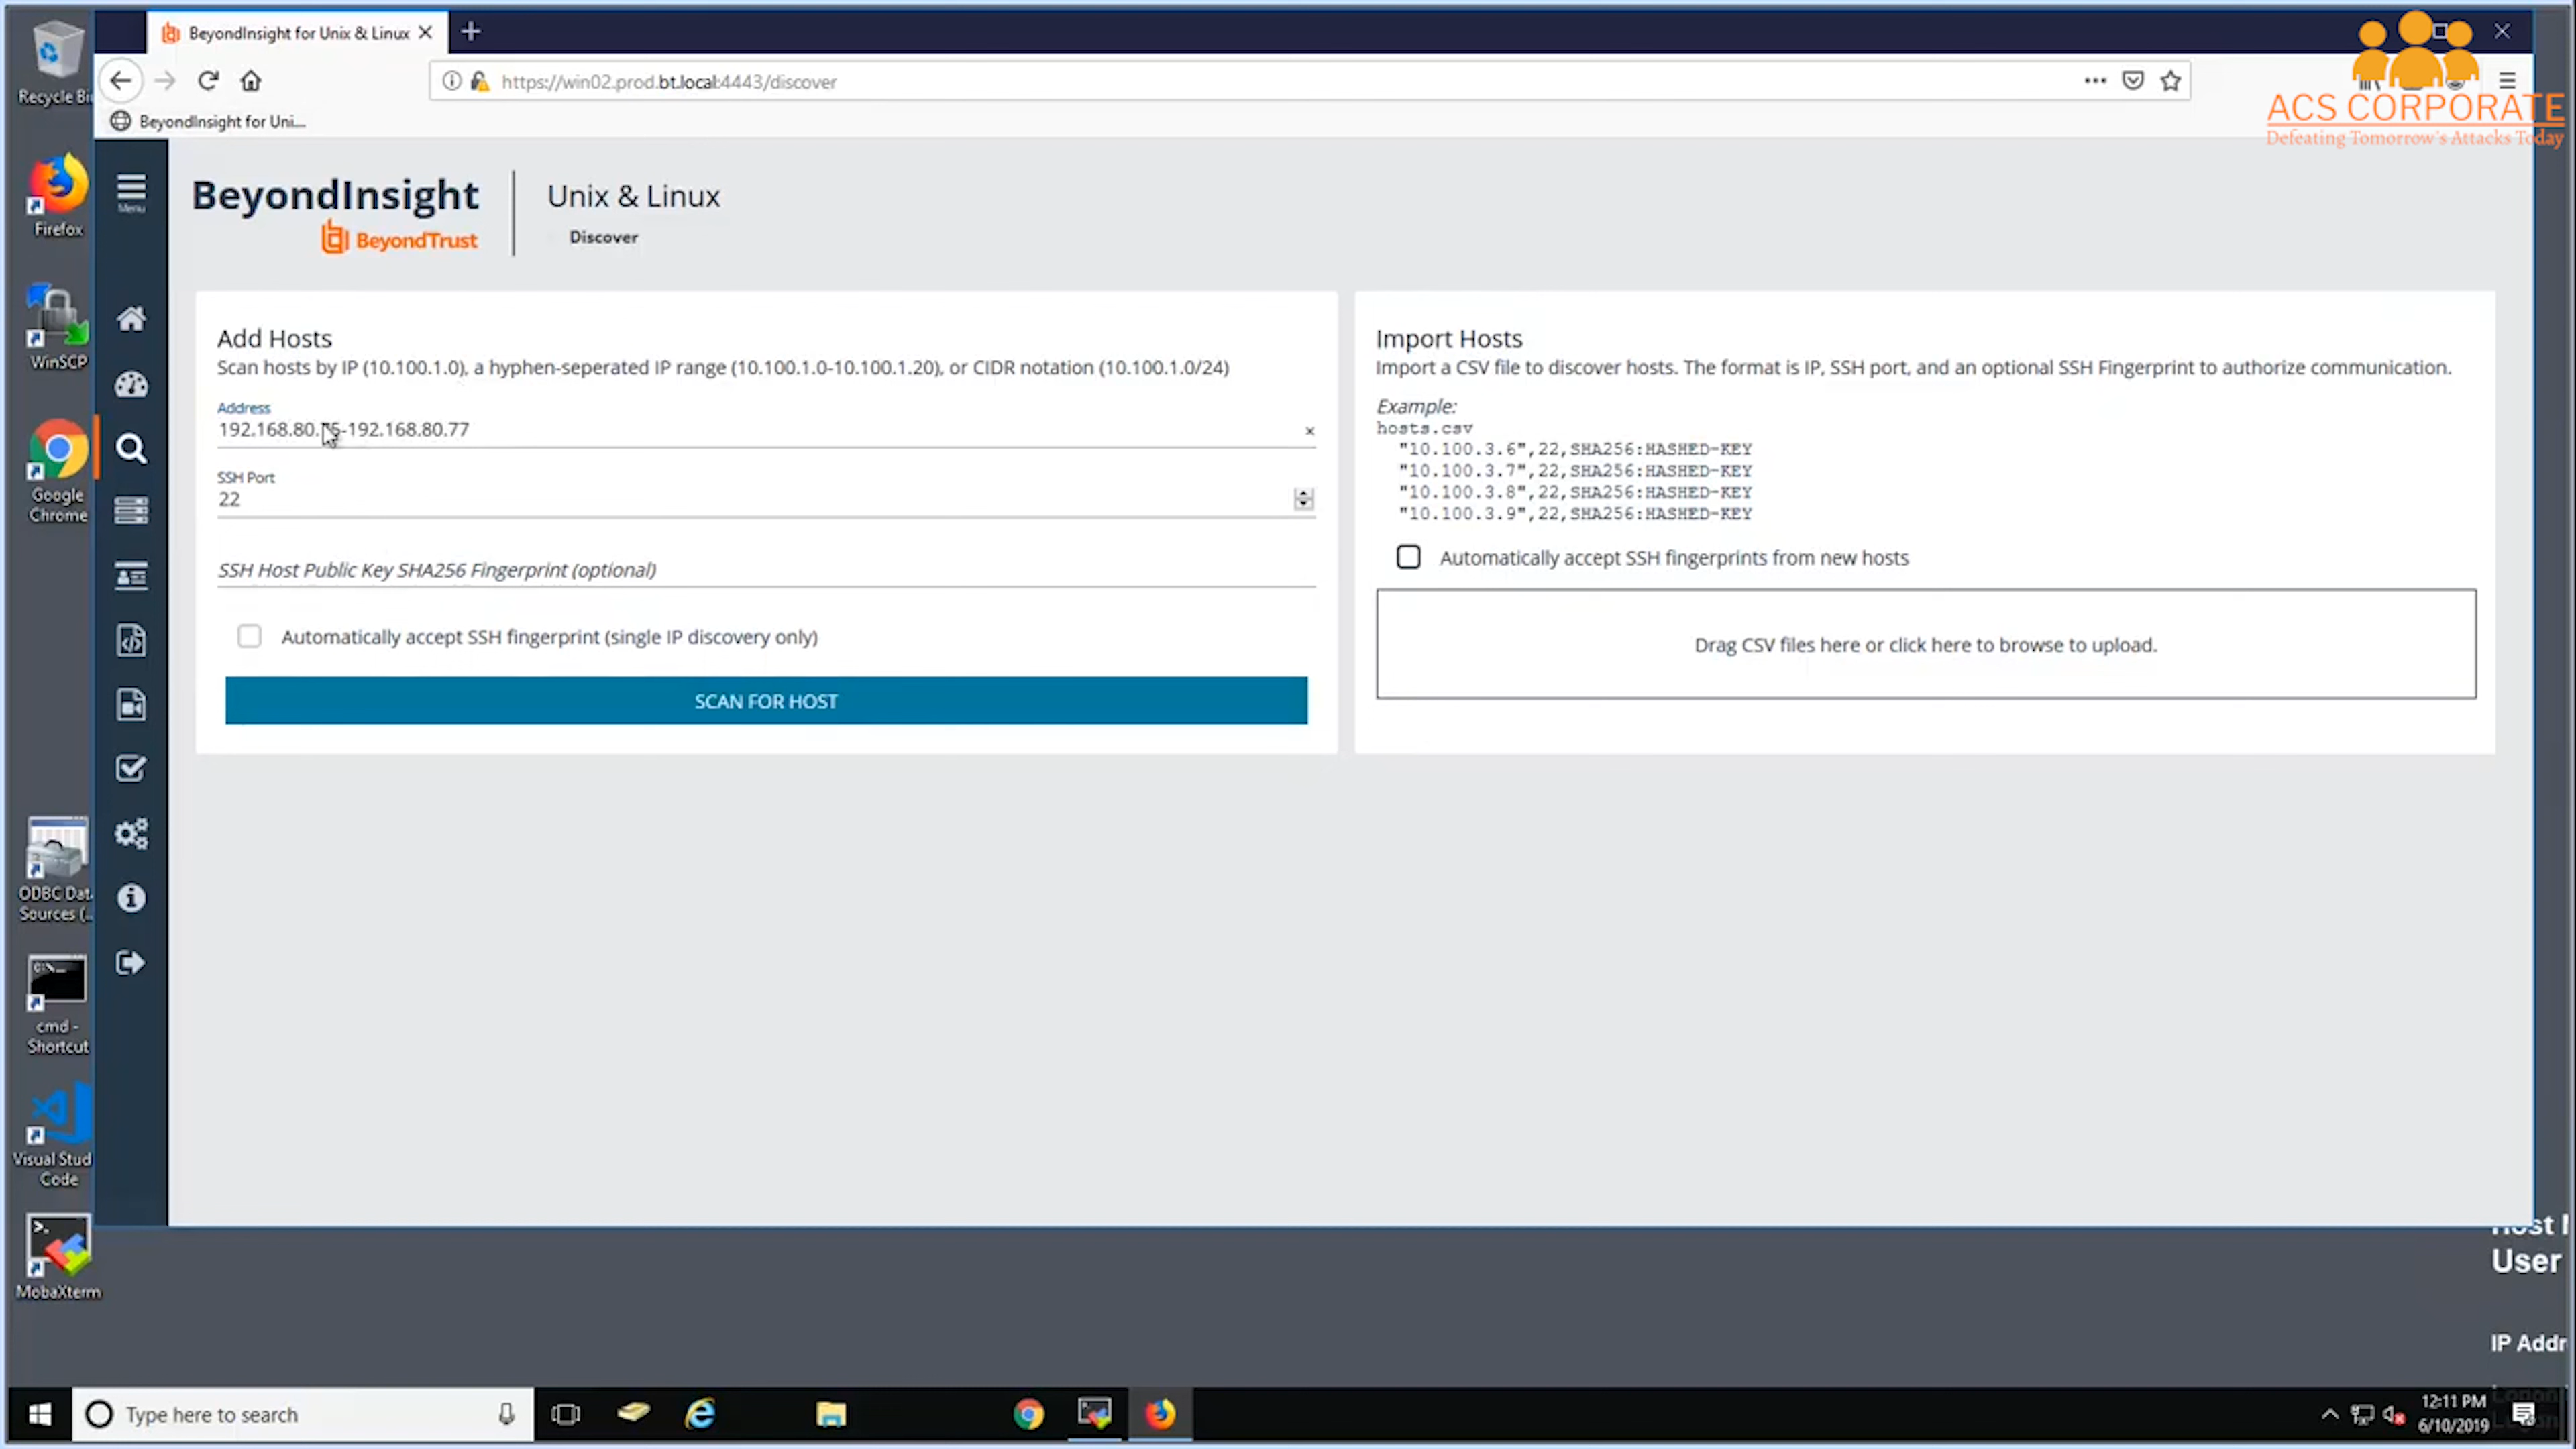 BeyondInsight for Unix & Linux
https://win02.prod.bt.local:4443/discover
BeyondInsight for Uni...
ACS CORPORATE
Defeating Tomorrow's Attacks Today
Recycle Bi
Firefox
WinSCP
Google
Chrome
ODBC Dat
Sources (...
cmd -
Shortcut
Visual Stud
Code
MobaXterm
Menu
BeyondInsight
BeyondTrust
Unix & Linux
Discover
Add Hosts
Scan hosts by IP (10.100.1.0), a hyphen-seperated IP range (10.100.1.0-10.100.1.20), or CIDR notation (10.100.1.0/24)
Address
192.168.80.75-192.168.80.77
SSH Port
22
SSH Host Public Key SHA256 Fingerprint (optional)
Automatically accept SSH fingerprint (single IP discovery only)
SCAN FOR HOST
Import Hosts
Import a CSV file to discover hosts. The format is IP, SSH port, and an optional SSH Fingerprint to authorize communication.
Example:
hosts.csv
"10.100.3.6",22,SHA256:HASHED-KEY
"10.100.3.7",22,SHA256:HASHED-KEY
"10.100.3.8",22,SHA256:HASHED-KEY
"10.100.3.9",22,SHA256:HASHED-KEY
Automatically accept SSH fingerprints from new hosts
Drag CSV files here or click here to browse to upload.
User
IP Addr
Type here to search
12:11 PM
6/10/2019